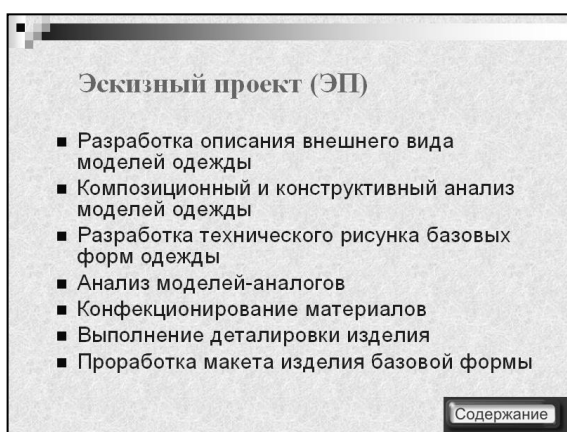 Эскизный проект (ЭП)
■ Разработка описания внешнего вида
моделей одежды
■ Композиционный и конструктивный анализ
моделей одежды
■ Разработка технического рисунка базовых
форм одежды
■ Анализ моделей-аналогов
■ Конфекционирование материалов
■ Выполнение деталировки изделия
■ Проработка макета изделия базовой формы
Содержание